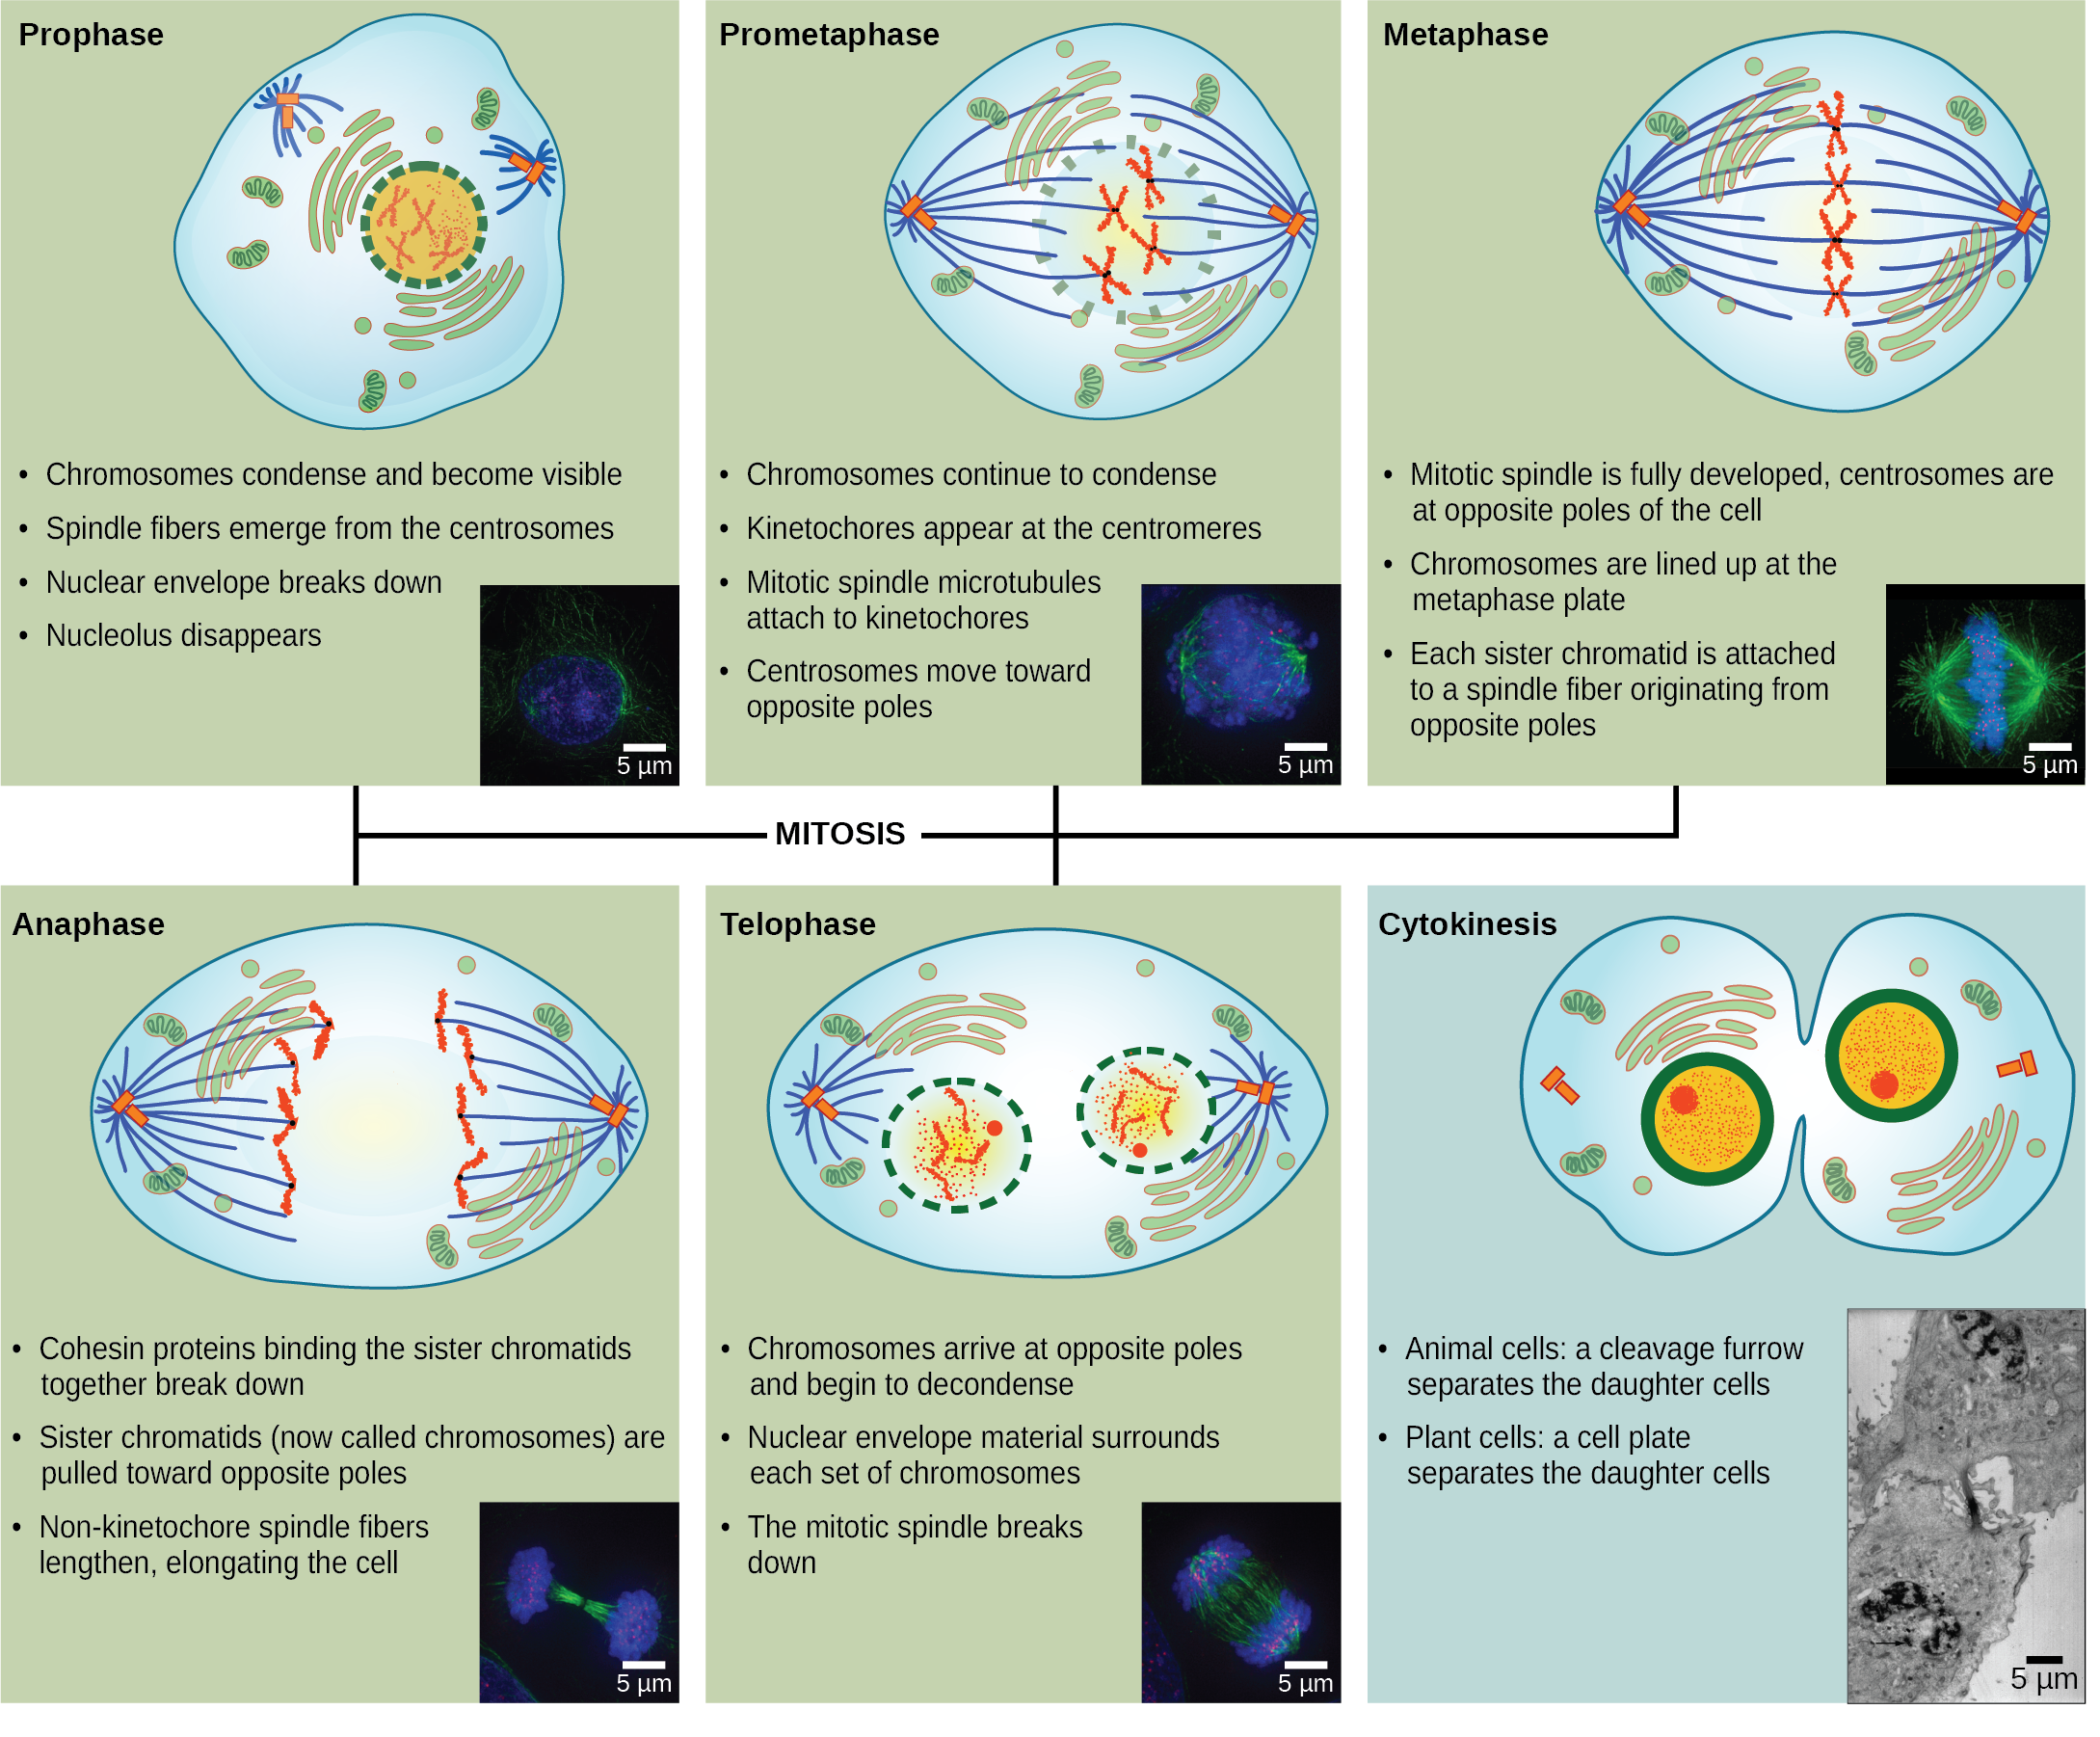 Prophase
• Chromosomes condense and become visible
• Spindle fibers emerge from the centrosomes
• Nuclear envelope breaks down
• Nucleolus disappears
5 µm
Prometaphase
• Chromosomes continue to condense
• Kinetochores appear at the centromeres
• Mitotic spindle microtubules
attach to kinetochores
• Centrosomes move toward
opposite poles
5 µm
Metaphase
• Mitotic spindle is fully developed, centrosomes are
at opposite poles of the cell
• Chromosomes are lined up at the
metaphase plate
• Each sister chromatid is attached
to a spindle fiber originating from
opposite poles
5 µm
MITOSIS
Anaphase
• Cohesin proteins binding the sister chromatids
together break down
• Sister chromatids (now called chromosomes) are
pulled toward opposite poles
• Non-kinetochore spindle fibers
lengthen, elongating the cell
5 µm
Telophase
• Chromosomes arrive at opposite poles
and begin to decondense
• Nuclear envelope material surrounds
each set of chromosomes
• The mitotic spindle breaks
down
5 µm
Cytokinesis
• Animal cells: a cleavage furrow
separates the daughter cells
• Plant cells: a cell plate
separates the daughter cells
5 µm